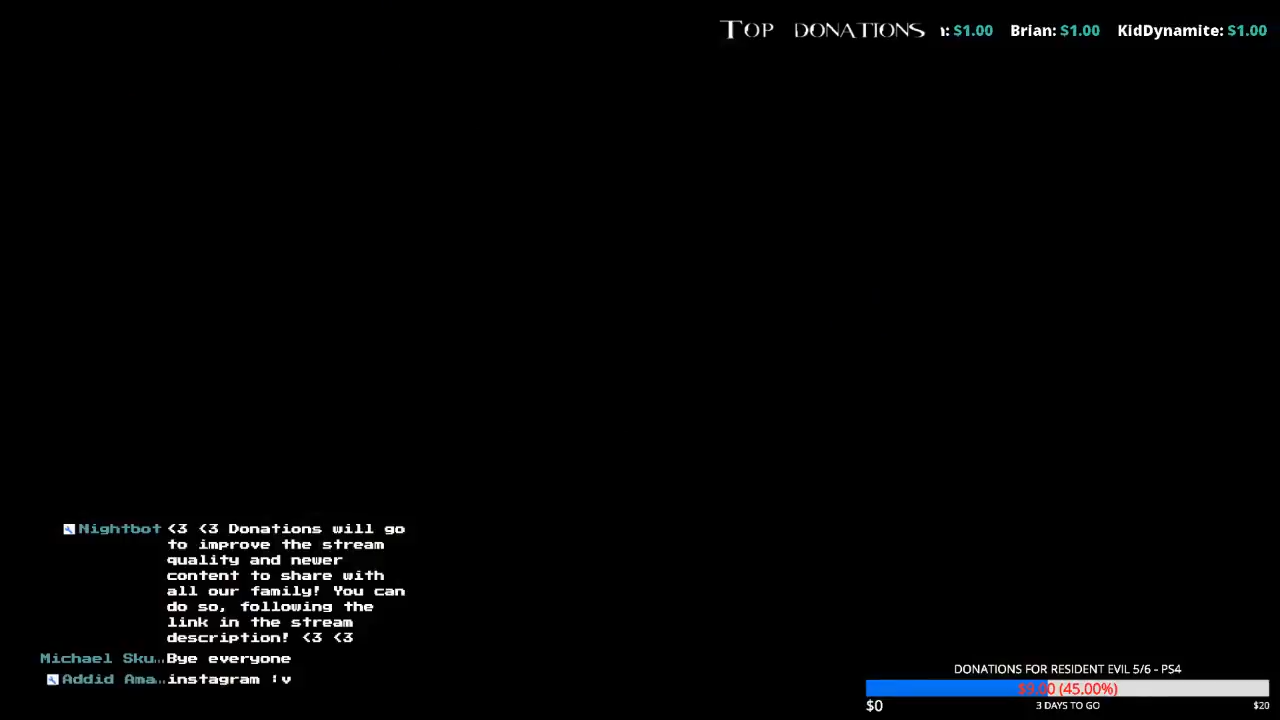 TOP DONATIONS : $1.00 Brian: $1.00 KidDynamite: $1.00
Nightbot <3 <3 Donations will go
to improve the stream
quality and newer
content to share with
all our family! You can
do so, following the
link in the stream
description! <3 <3
Michael Sku… Bye everyone
Addid Ama… instagram :v
DONATIONS FOR RESIDENT EVIL 5/6 - PS4
$9.00 (45.00%)
$0 3 DAYS TO GO $20